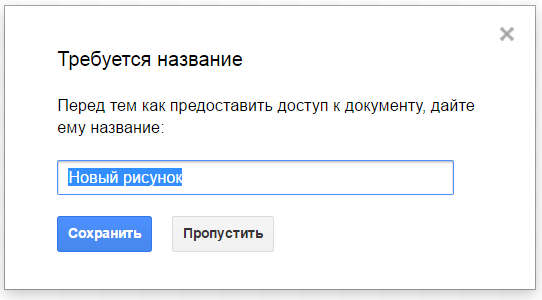 Требуется название
Перед тем как предоставить доступ к документу, дайте
ему название:
Новый рисунок
Сохранить
Пропустить